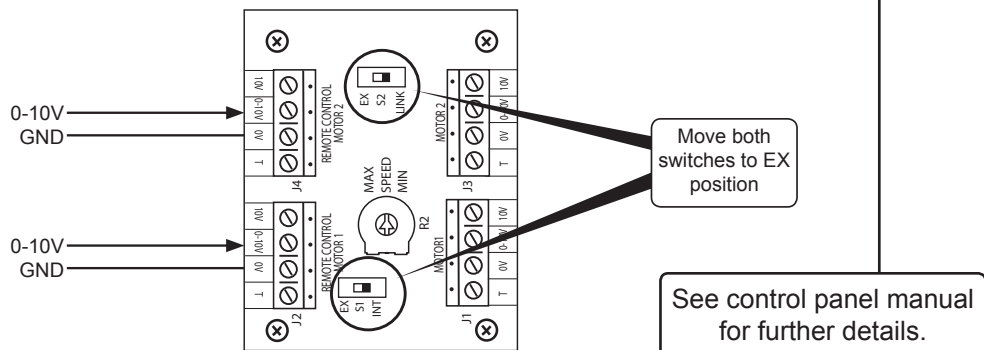 0-10V
GND
10V
0-10V
0V
T
REMOTE CONTROL
MOTOR 2
J4
EX
S2
LINK
MOTOR 2
10V
0-10V
0V
T
J3
Move both
switches to EX
position
MAX
SPEED
MIN
R2
0-10V
GND
10V
0-10V
0V
T
REMOTE CONTROL
MOTOR 1
J2
EX
S1
INT
MOTOR1
10V
0-10V
0V
T
J1
See control panel manual
for further details.